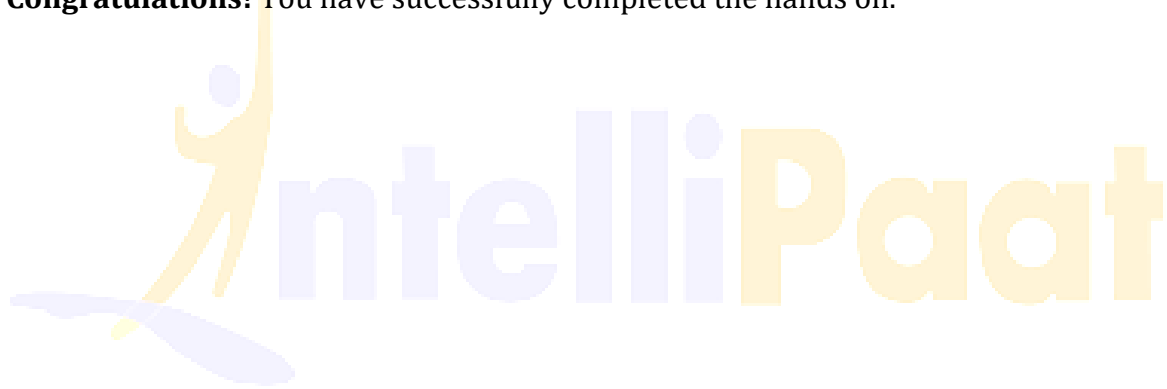 Congratulations! You have successfully completed the hands on.
IntelliPaat